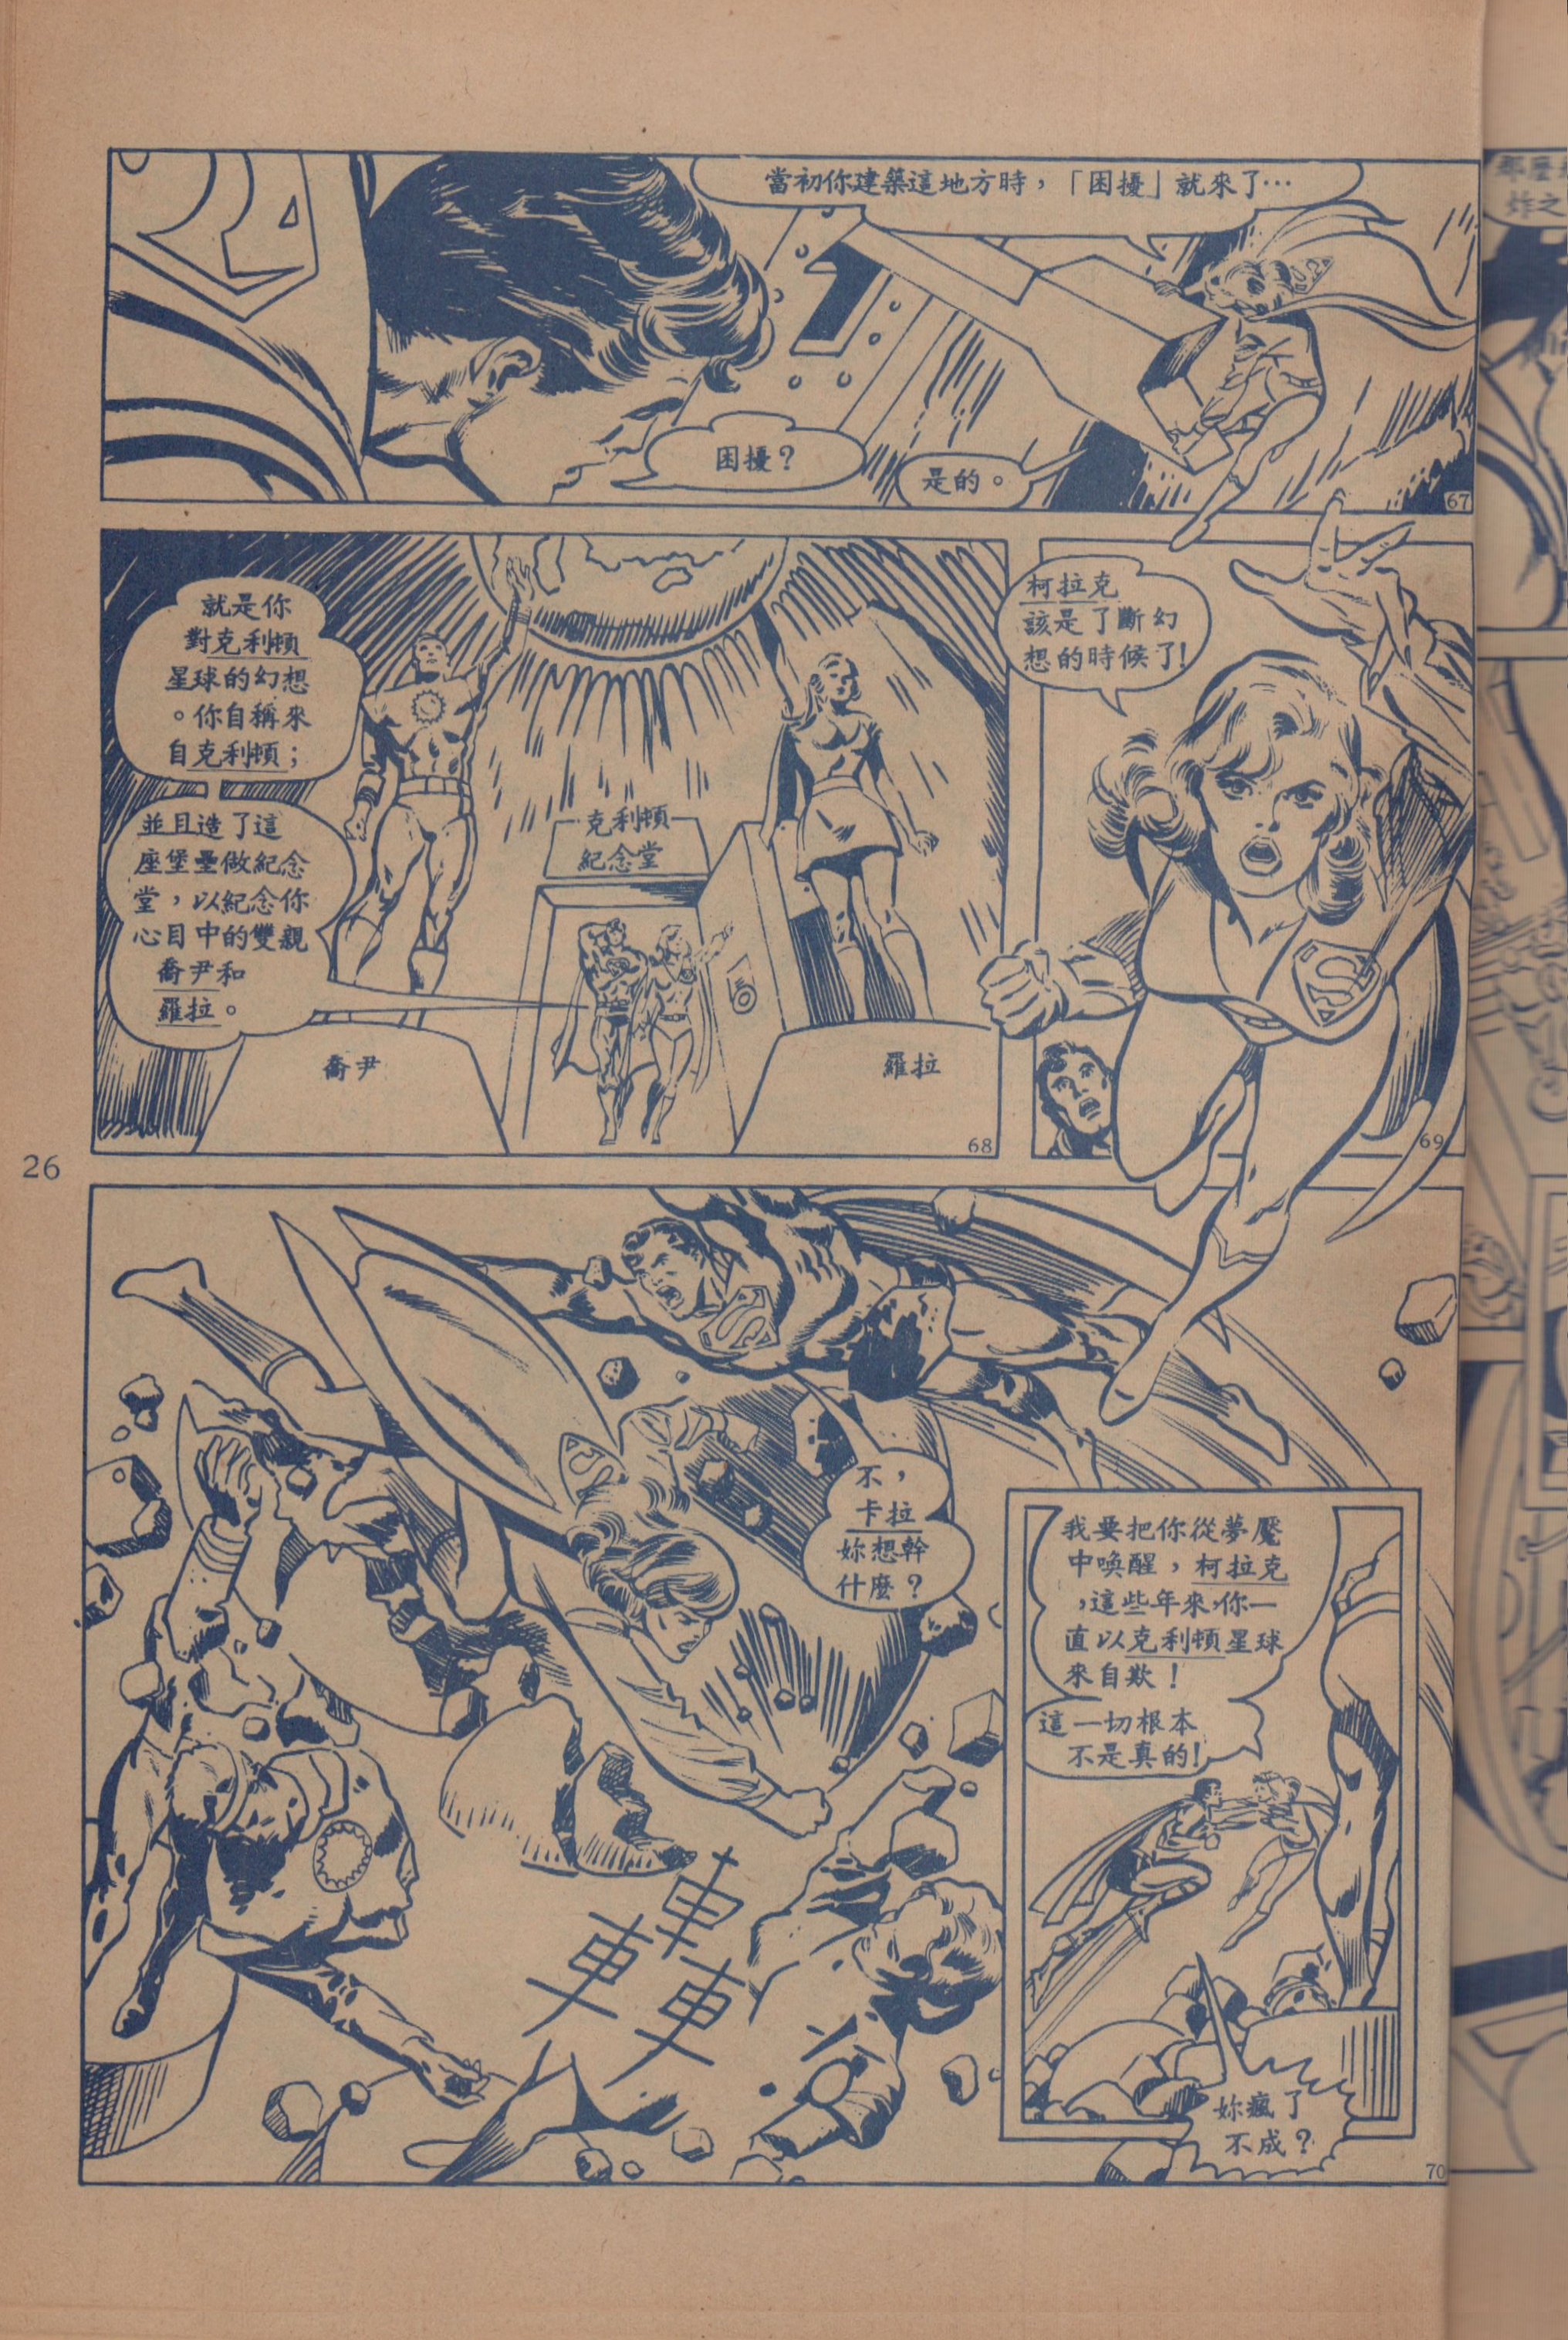 當初你建築這地方時，「困擾」就來了…
困擾？
是的。
67
就是你
對克利頓
星球的幻想
。你自稱來
自克利頓；
並且造了這
座堡壘做紀念
堂，以紀念你
心目中的雙親
喬尹和
羅拉。
克利頓
紀念堂
喬尹
羅拉
68
柯拉克
該是了斷幻
想的時候了!
69
26
不，
卡拉
妳想幹
什麼？
轟
我要把你從夢魘
中喚醒，柯拉克
，這些年來，你一
直以克利頓星球
來自欺！
這一切根本
不是真的!
妳瘋了
不成？
70
那麼
炸之